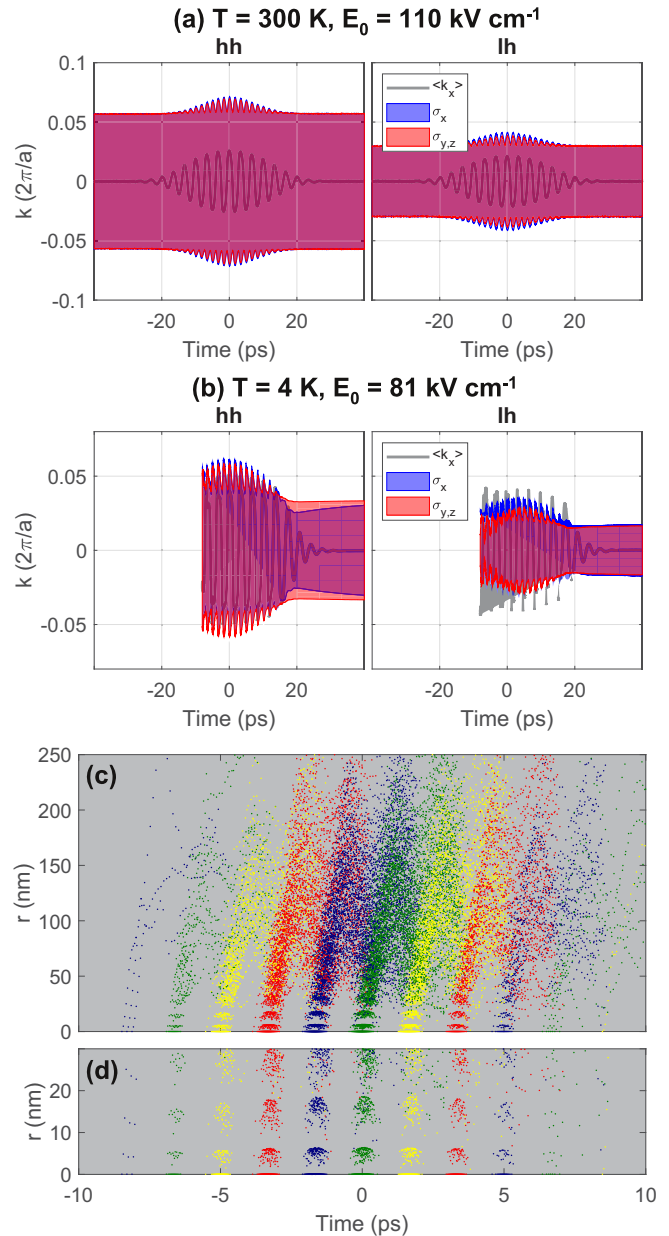 (a) T = 300 K, E₀ = 110 kV cm⁻¹
hh lh
0.1
0.05
0
-0.05
-0.1
k (2π/a)
<kₓ>
σₓ
σy,z
-20 0 20 -20 0 20
Time (ps) Time (ps)
(b) T = 4 K, E₀ = 81 kV cm⁻¹
hh lh
0.05
0
-0.05
k (2π/a)
<kₓ>
σₓ
σy,z
-20 0 20 -20 0 20
Time (ps) Time (ps)
(c)
250
200
150
100
50
0
r (nm)
(d)
20
10
0
r (nm)
-10 -5 0 5 10
Time (ps)